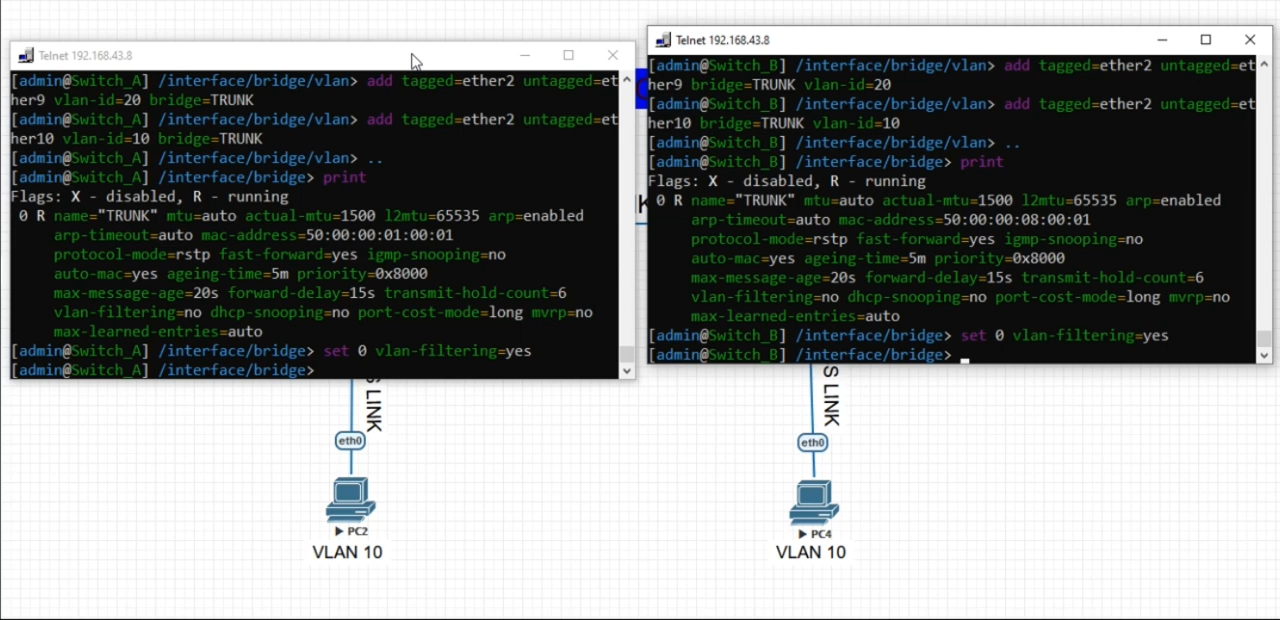 Telnet 192.168.43.8
[admin@Switch_A] /interface/bridge/vlan> add tagged=ether2 untagged=et
her9 vlan-id=20 bridge=TRUNK
[admin@Switch_A] /interface/bridge/vlan> add tagged=ether2 untagged=et
her10 vlan-id=10 bridge=TRUNK
[admin@Switch_A] /interface/bridge/vlan> ..
[admin@Switch_A] /interface/bridge> print
Flags: X - disabled, R - running
0 R name="TRUNK" mtu=auto actual-mtu=1500 l2mtu=65535 arp=enabled
arp-timeout=auto mac-address=50:00:00:01:00:01
protocol-mode=rstp fast-forward=yes igmp-snooping=no
auto-mac=yes ageing-time=5m priority=0x8000
max-message-age=20s forward-delay=15s transmit-hold-count=6
vlan-filtering=no dhcp-snooping=no port-cost-mode=long mvrp=no
max-learned-entries=auto
[admin@Switch_A] /interface/bridge> set 0 vlan-filtering=yes
[admin@Switch_A] /interface/bridge>
Telnet 192.168.43.8
[admin@Switch_B] /interface/bridge/vlan> add tagged=ether2 untagged=et
her9 bridge=TRUNK vlan-id=20
[admin@Switch_B] /interface/bridge/vlan> add tagged=ether2 untagged=et
her10 bridge=TRUNK vlan-id=10
[admin@Switch_B] /interface/bridge/vlan> ..
[admin@Switch_B] /interface/bridge> print
Flags: X - disabled, R - running
0 R name="TRUNK" mtu=auto actual-mtu=1500 l2mtu=65535 arp=enabled
arp-timeout=auto mac-address=50:00:00:08:00:01
protocol-mode=rstp fast-forward=yes igmp-snooping=no
auto-mac=yes ageing-time=5m priority=0x8000
max-message-age=20s forward-delay=15s transmit-hold-count=6
vlan-filtering=no dhcp-snooping=no port-cost-mode=long mvrp=no
max-learned-entries=auto
[admin@Switch_B] /interface/bridge> set 0 vlan-filtering=yes
[admin@Switch_B] /interface/bridge>
K
S LINK
eth0
PC2
VLAN 10
S LINK
eth0
PC4
VLAN 10